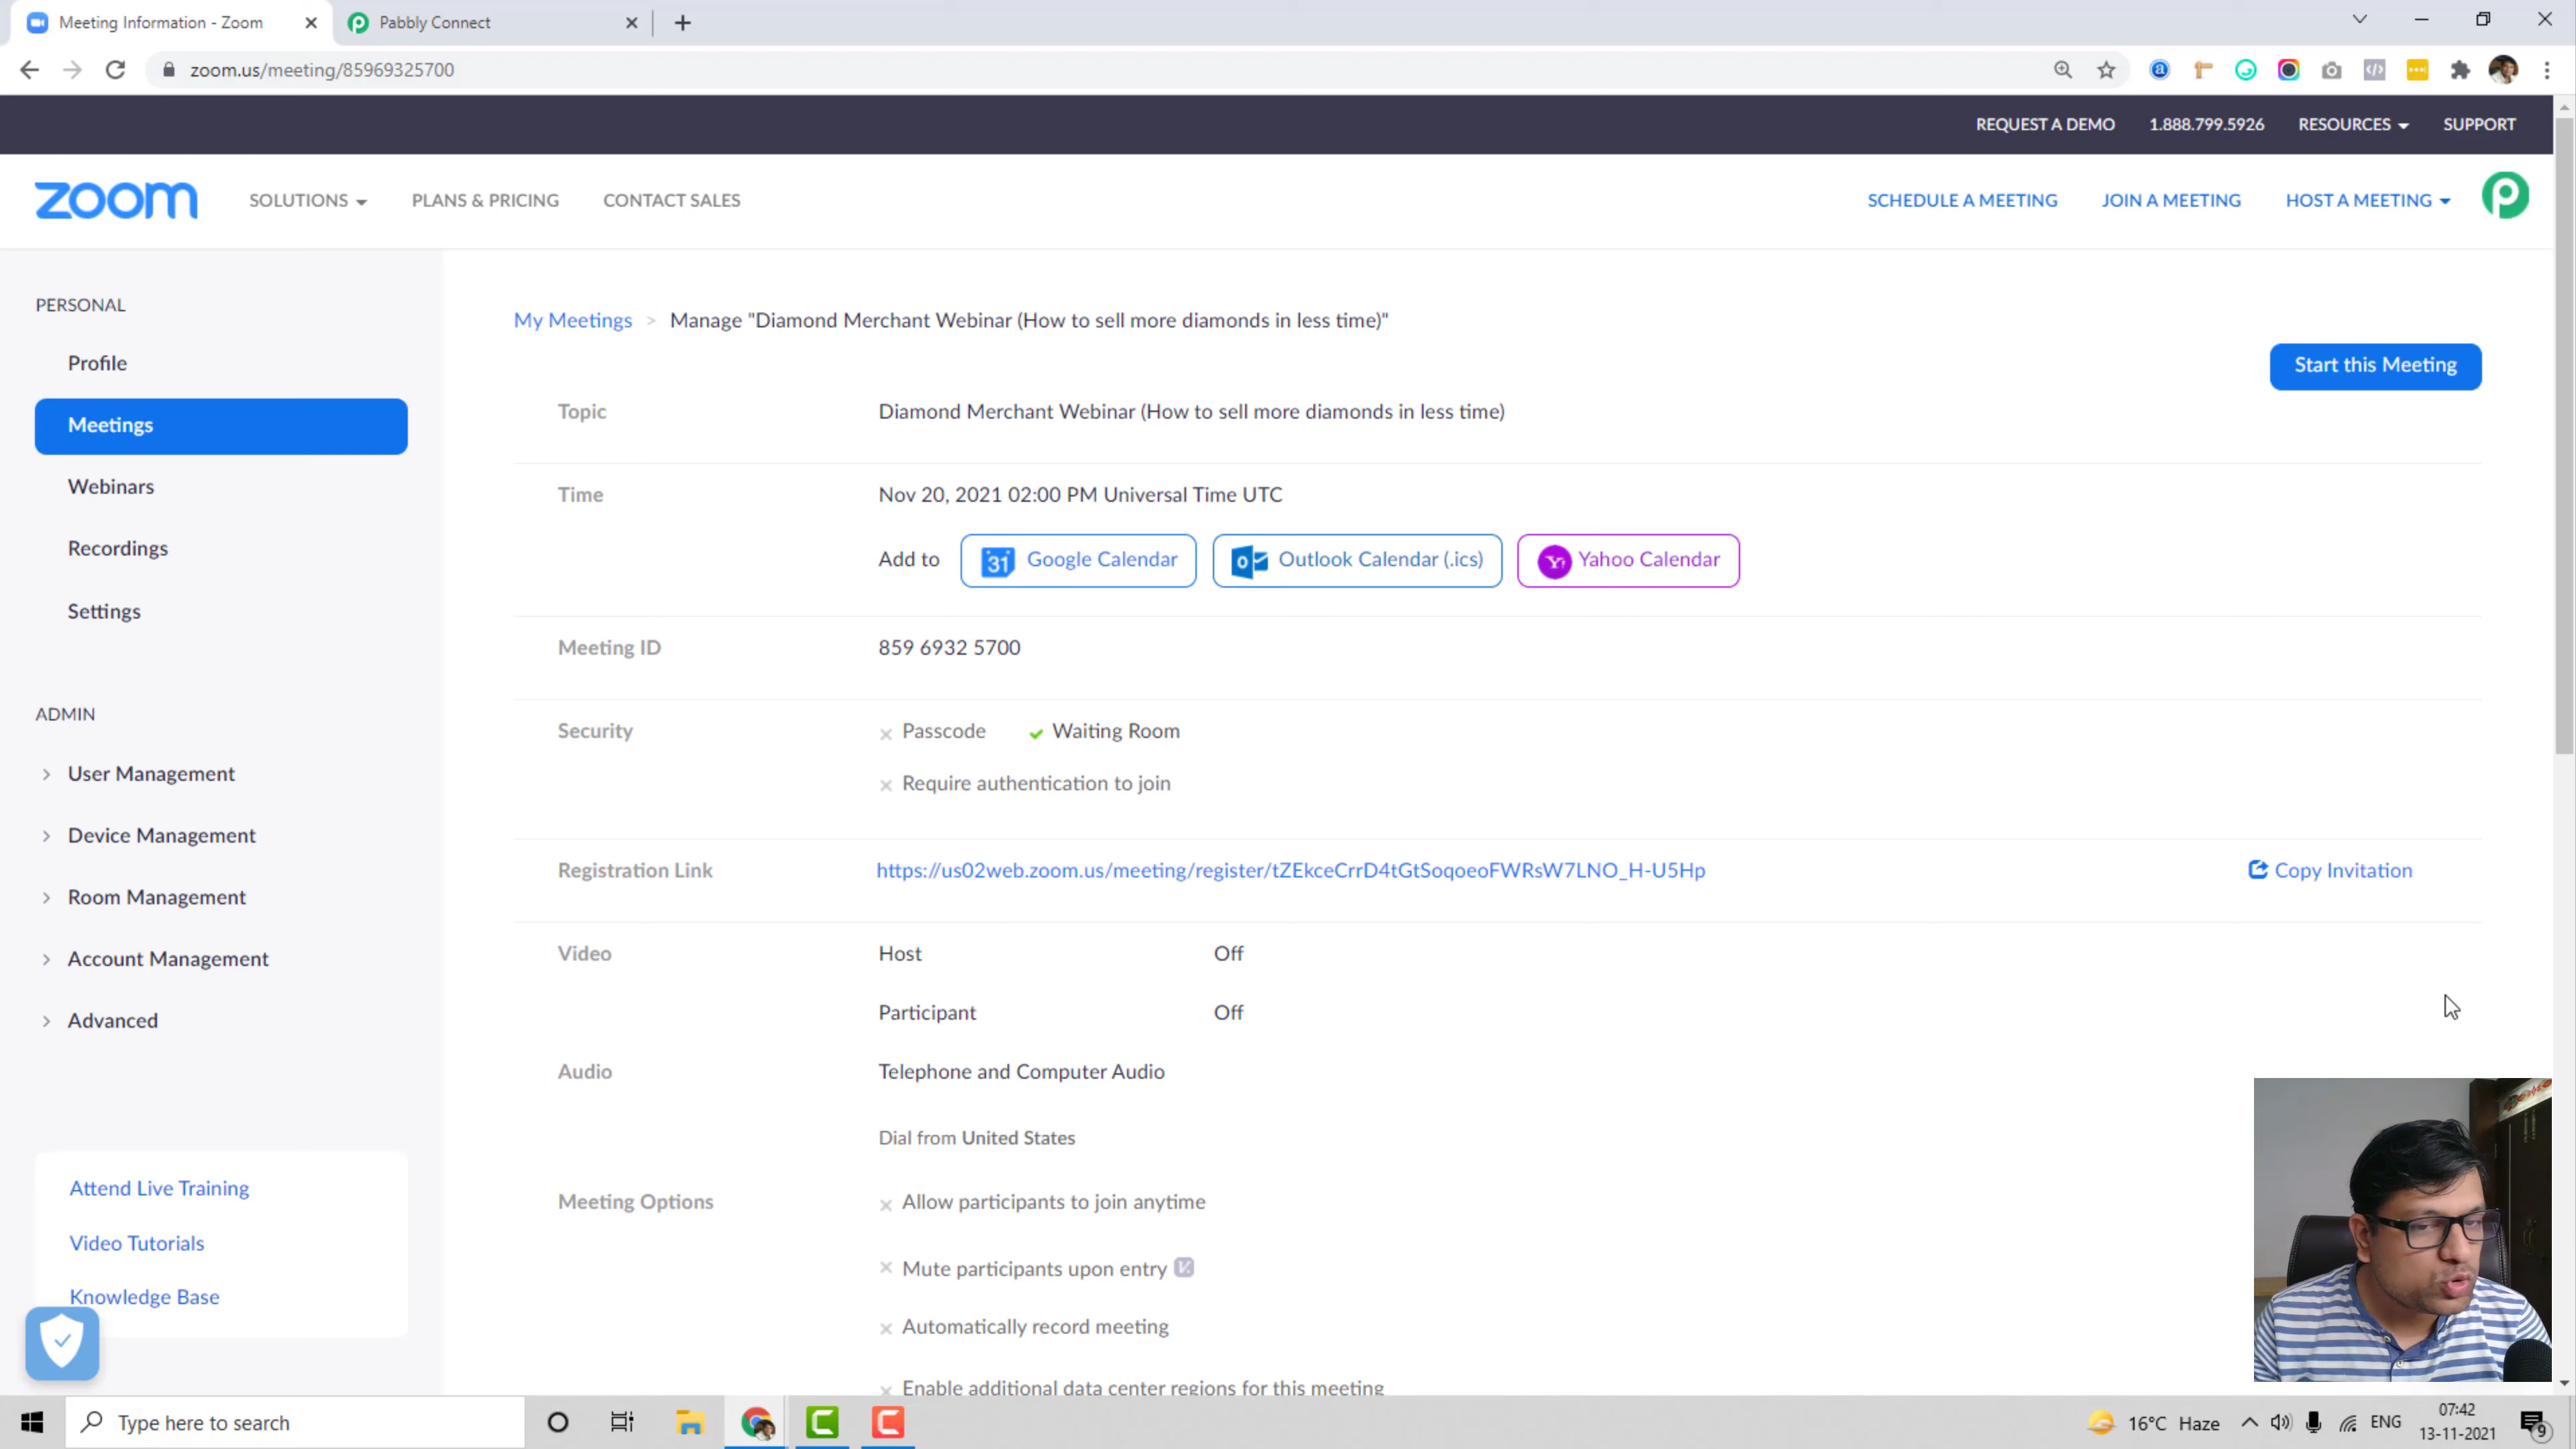 Meeting Information - Zoom
Pabbly Connect
zoom.us/meeting/85969325700
REQUEST A DEMO 1.888.799.5926 RESOURCES SUPPORT
zoom SOLUTIONS PLANS & PRICING CONTACT SALES SCHEDULE A MEETING JOIN A MEETING HOST A MEETING
PERSONAL
Profile
Meetings
Webinars
Recordings
Settings
ADMIN
User Management
Device Management
Room Management
Account Management
Advanced
Attend Live Training
Video Tutorials
Knowledge Base
My Meetings > Manage "Diamond Merchant Webinar (How to sell more diamonds in less time)"
Start this Meeting
Topic Diamond Merchant Webinar (How to sell more diamonds in less time)
Time Nov 20, 2021 02:00 PM Universal Time UTC
Add to 31 Google Calendar Outlook Calendar (.ics) Yahoo Calendar
Meeting ID 859 6932 5700
Security Passcode Waiting Room
Require authentication to join
Registration Link https://us02web.zoom.us/meeting/register/tZEkceCrrD4tGtSoqoeoFWRsW7LNO_H-U5Hp Copy Invitation
Video Host Off
Participant Off
Audio Telephone and Computer Audio
Dial from United States
Meeting Options Allow participants to join anytime
Mute participants upon entry
Automatically record meeting
Enable additional data center regions for this meeting
Type here to search
16°C Haze ENG
07:42
13-11-2021
9